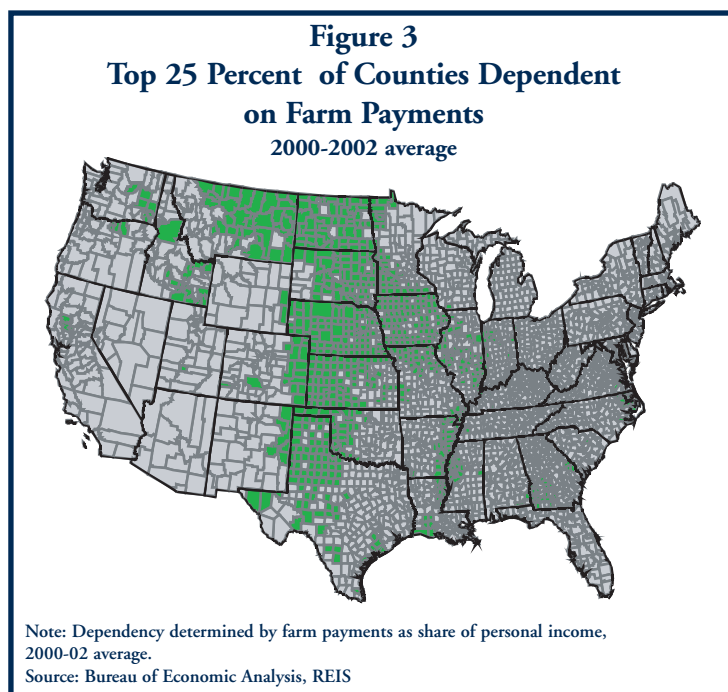 Figure 3
Top 25 Percent of Counties Dependent
on Farm Payments
2000-2002 average
Note: Dependency determined by farm payments as share of personal income,
2000-02 average.
Source: Bureau of Economic Analysis, REIS